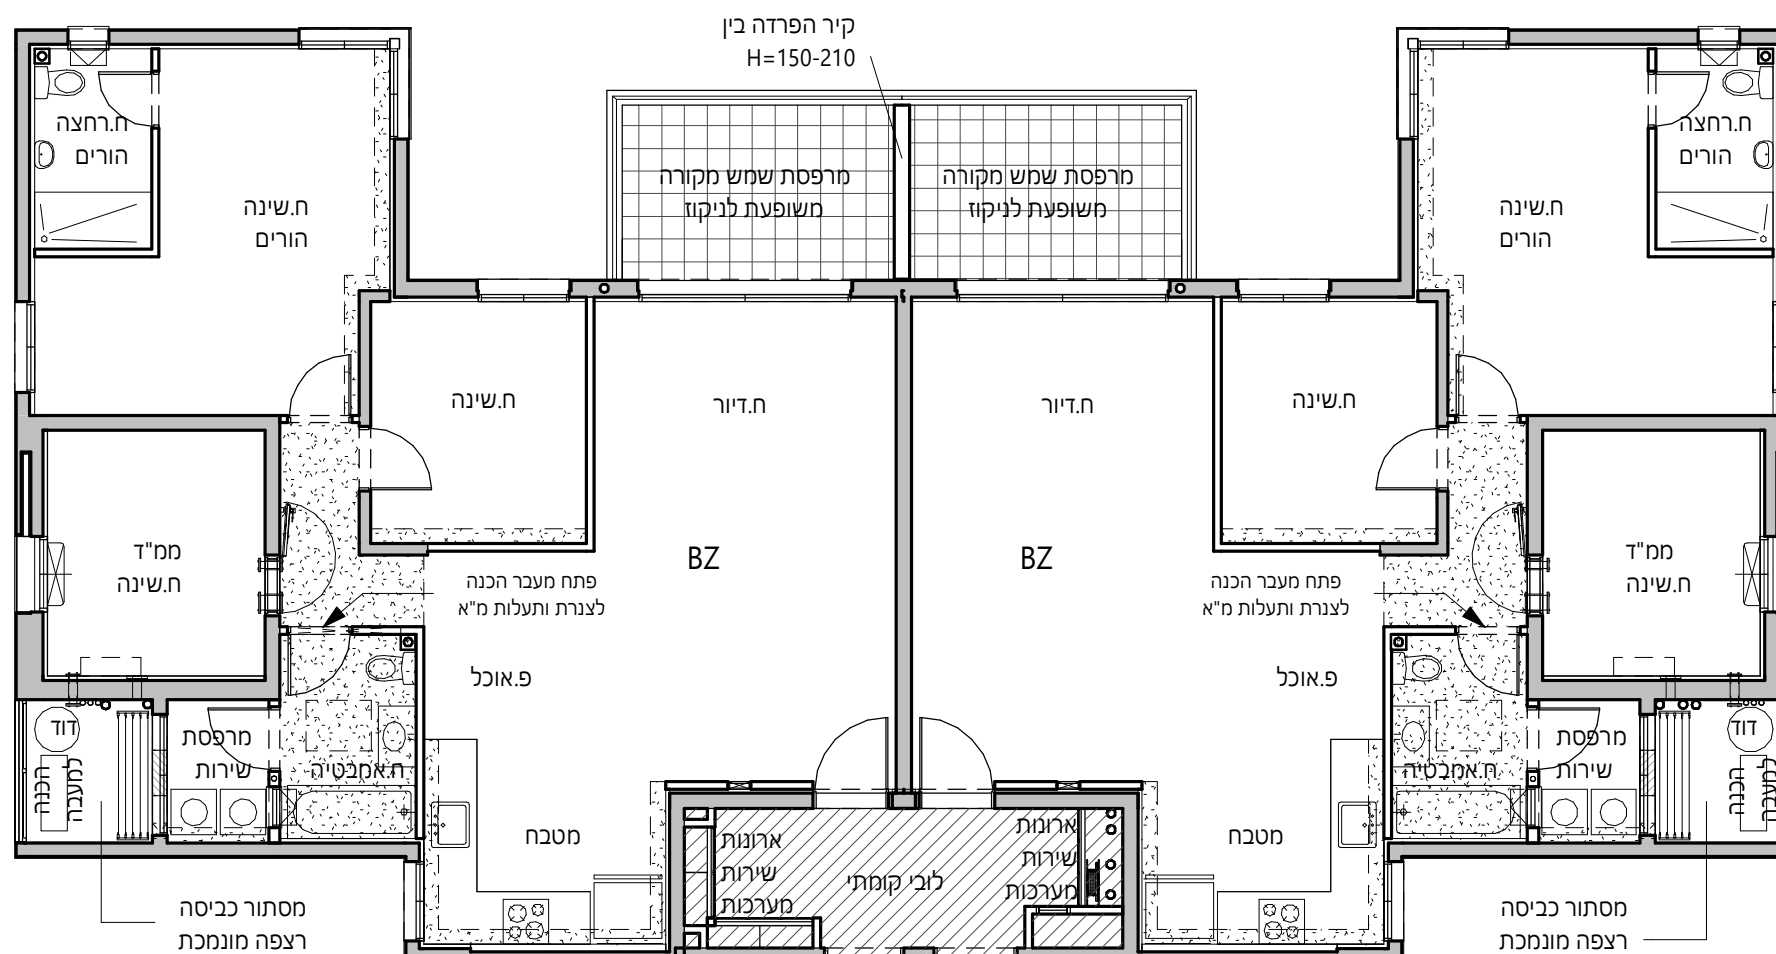 קיר הפרדה בין
H=150-210
ח.רחצה
הורים
ח.שינה
הורים
מרפסת שמש מקורה
משופעת לניקוז
מרפסת שמש מקורה
משופעת לניקוז
ח.שינה
הורים
ח.רחצה
הורים
ח.שינה
ח.דיור
ח.דיור
ח.שינה
ממ"ד
ח.שינה
BZ
BZ
ממ"ד
ח.שינה
פתח מעבר הכנה
לצנרת ותעלות מ"א
פתח מעבר הכנה
לצנרת ותעלות מ"א
פ.אוכל
פ.אוכל
דוד
הכנה
למעבה
מרפסת
שירות
ח.אמבטיה
ח.אמבטיה
מרפסת
שירות
דוד
הכנה
למעבה
מטבח
ארונות
שירות
מערכות
לובי קומתי
ארונות
שירות
מערכות
מטבח
מסתור כביסה
רצפה מונמכת
מסתור כביסה
רצפה מונמכת